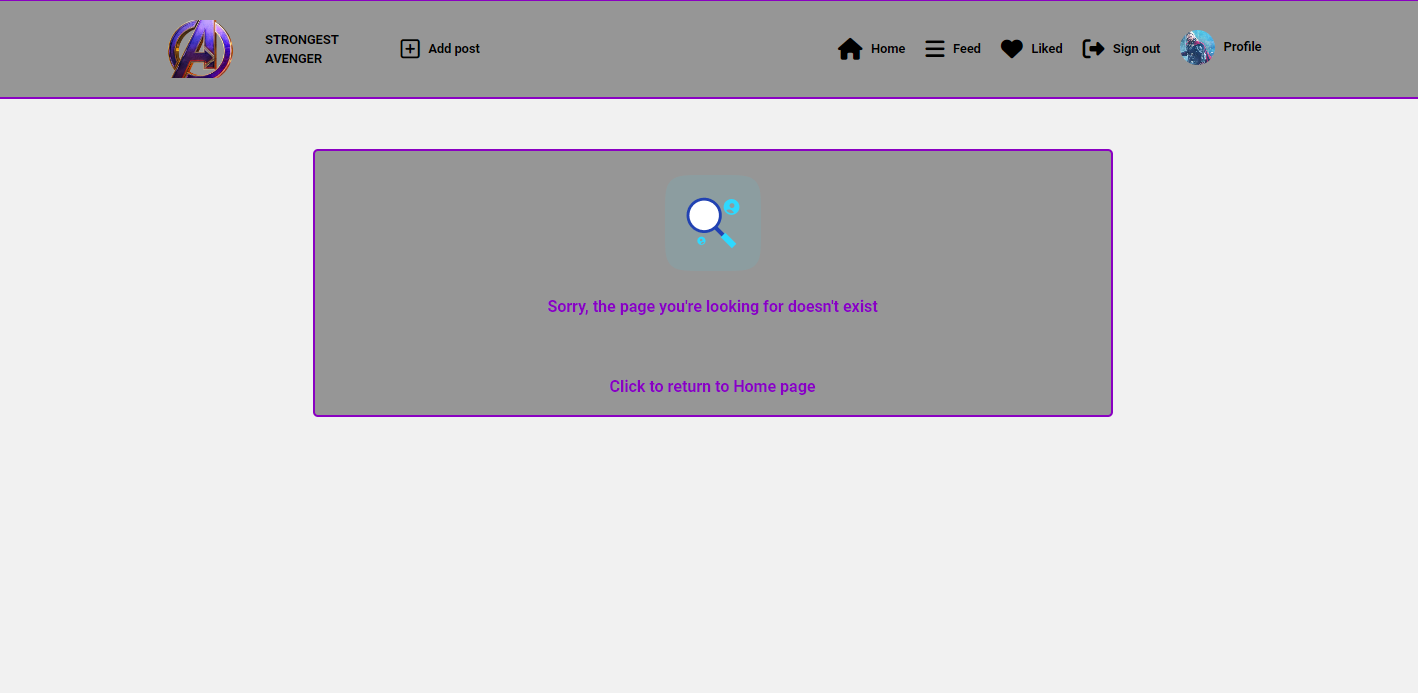 STRONGEST
AVENGER
Add post
Home
Feed
Liked
Sign out
Profile
Sorry, the page you're looking for doesn't exist
Click to return to Home page